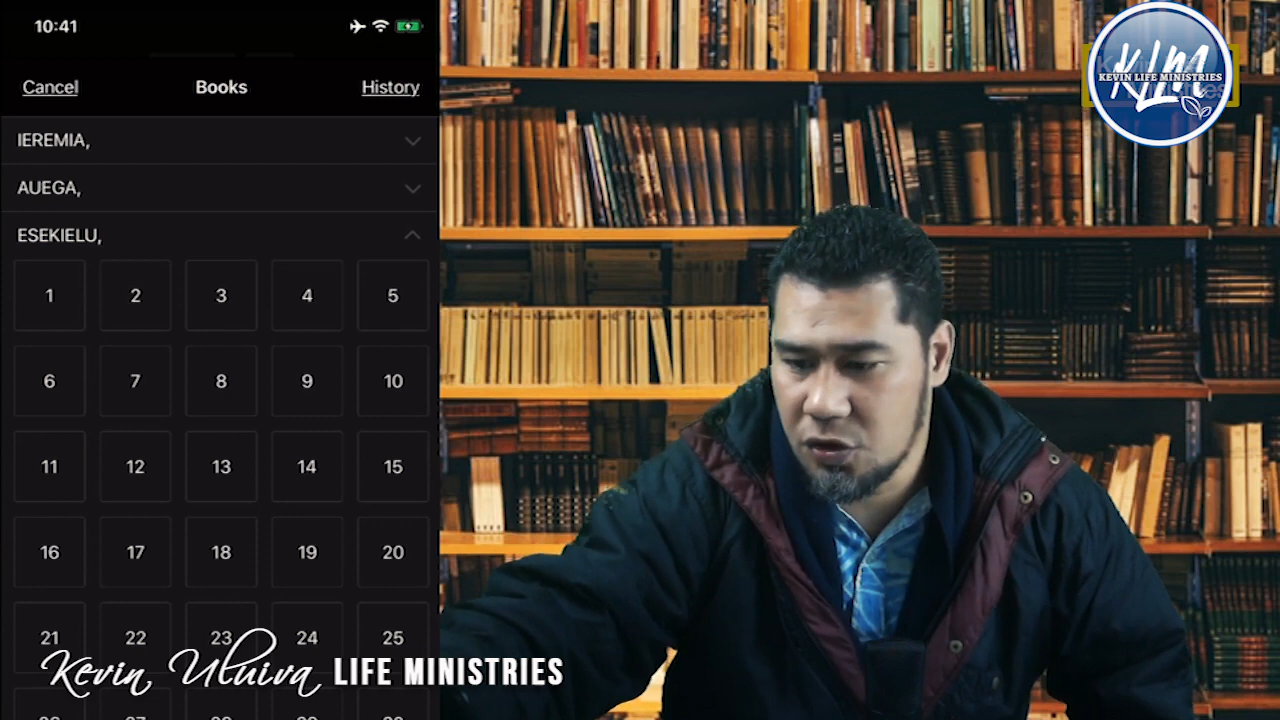 10:41
Cancel Books History
IEREMIA,
AUEGA,
ESEKIELU,
1 2 3 4 5
6 7 8 9 10
11 12 13 14 15
16 17 18 19 20
21 22 23 24 25
Kevin Uluiva LIFE MINISTRIES
KLM
KEVIN LIFE MINISTRIES